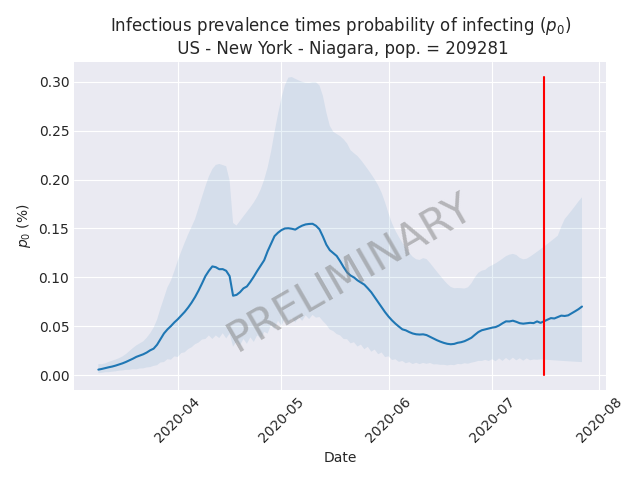 Infectious prevalence times probability of infecting (p₀)
US - New York - Niagara, pop. = 209281
0.30
0.25
0.20
0.15
0.10
0.05
0.00
p₀ (%)
PRELIMINARY
2020-04
2020-05
2020-06
2020-07
2020-08
Date